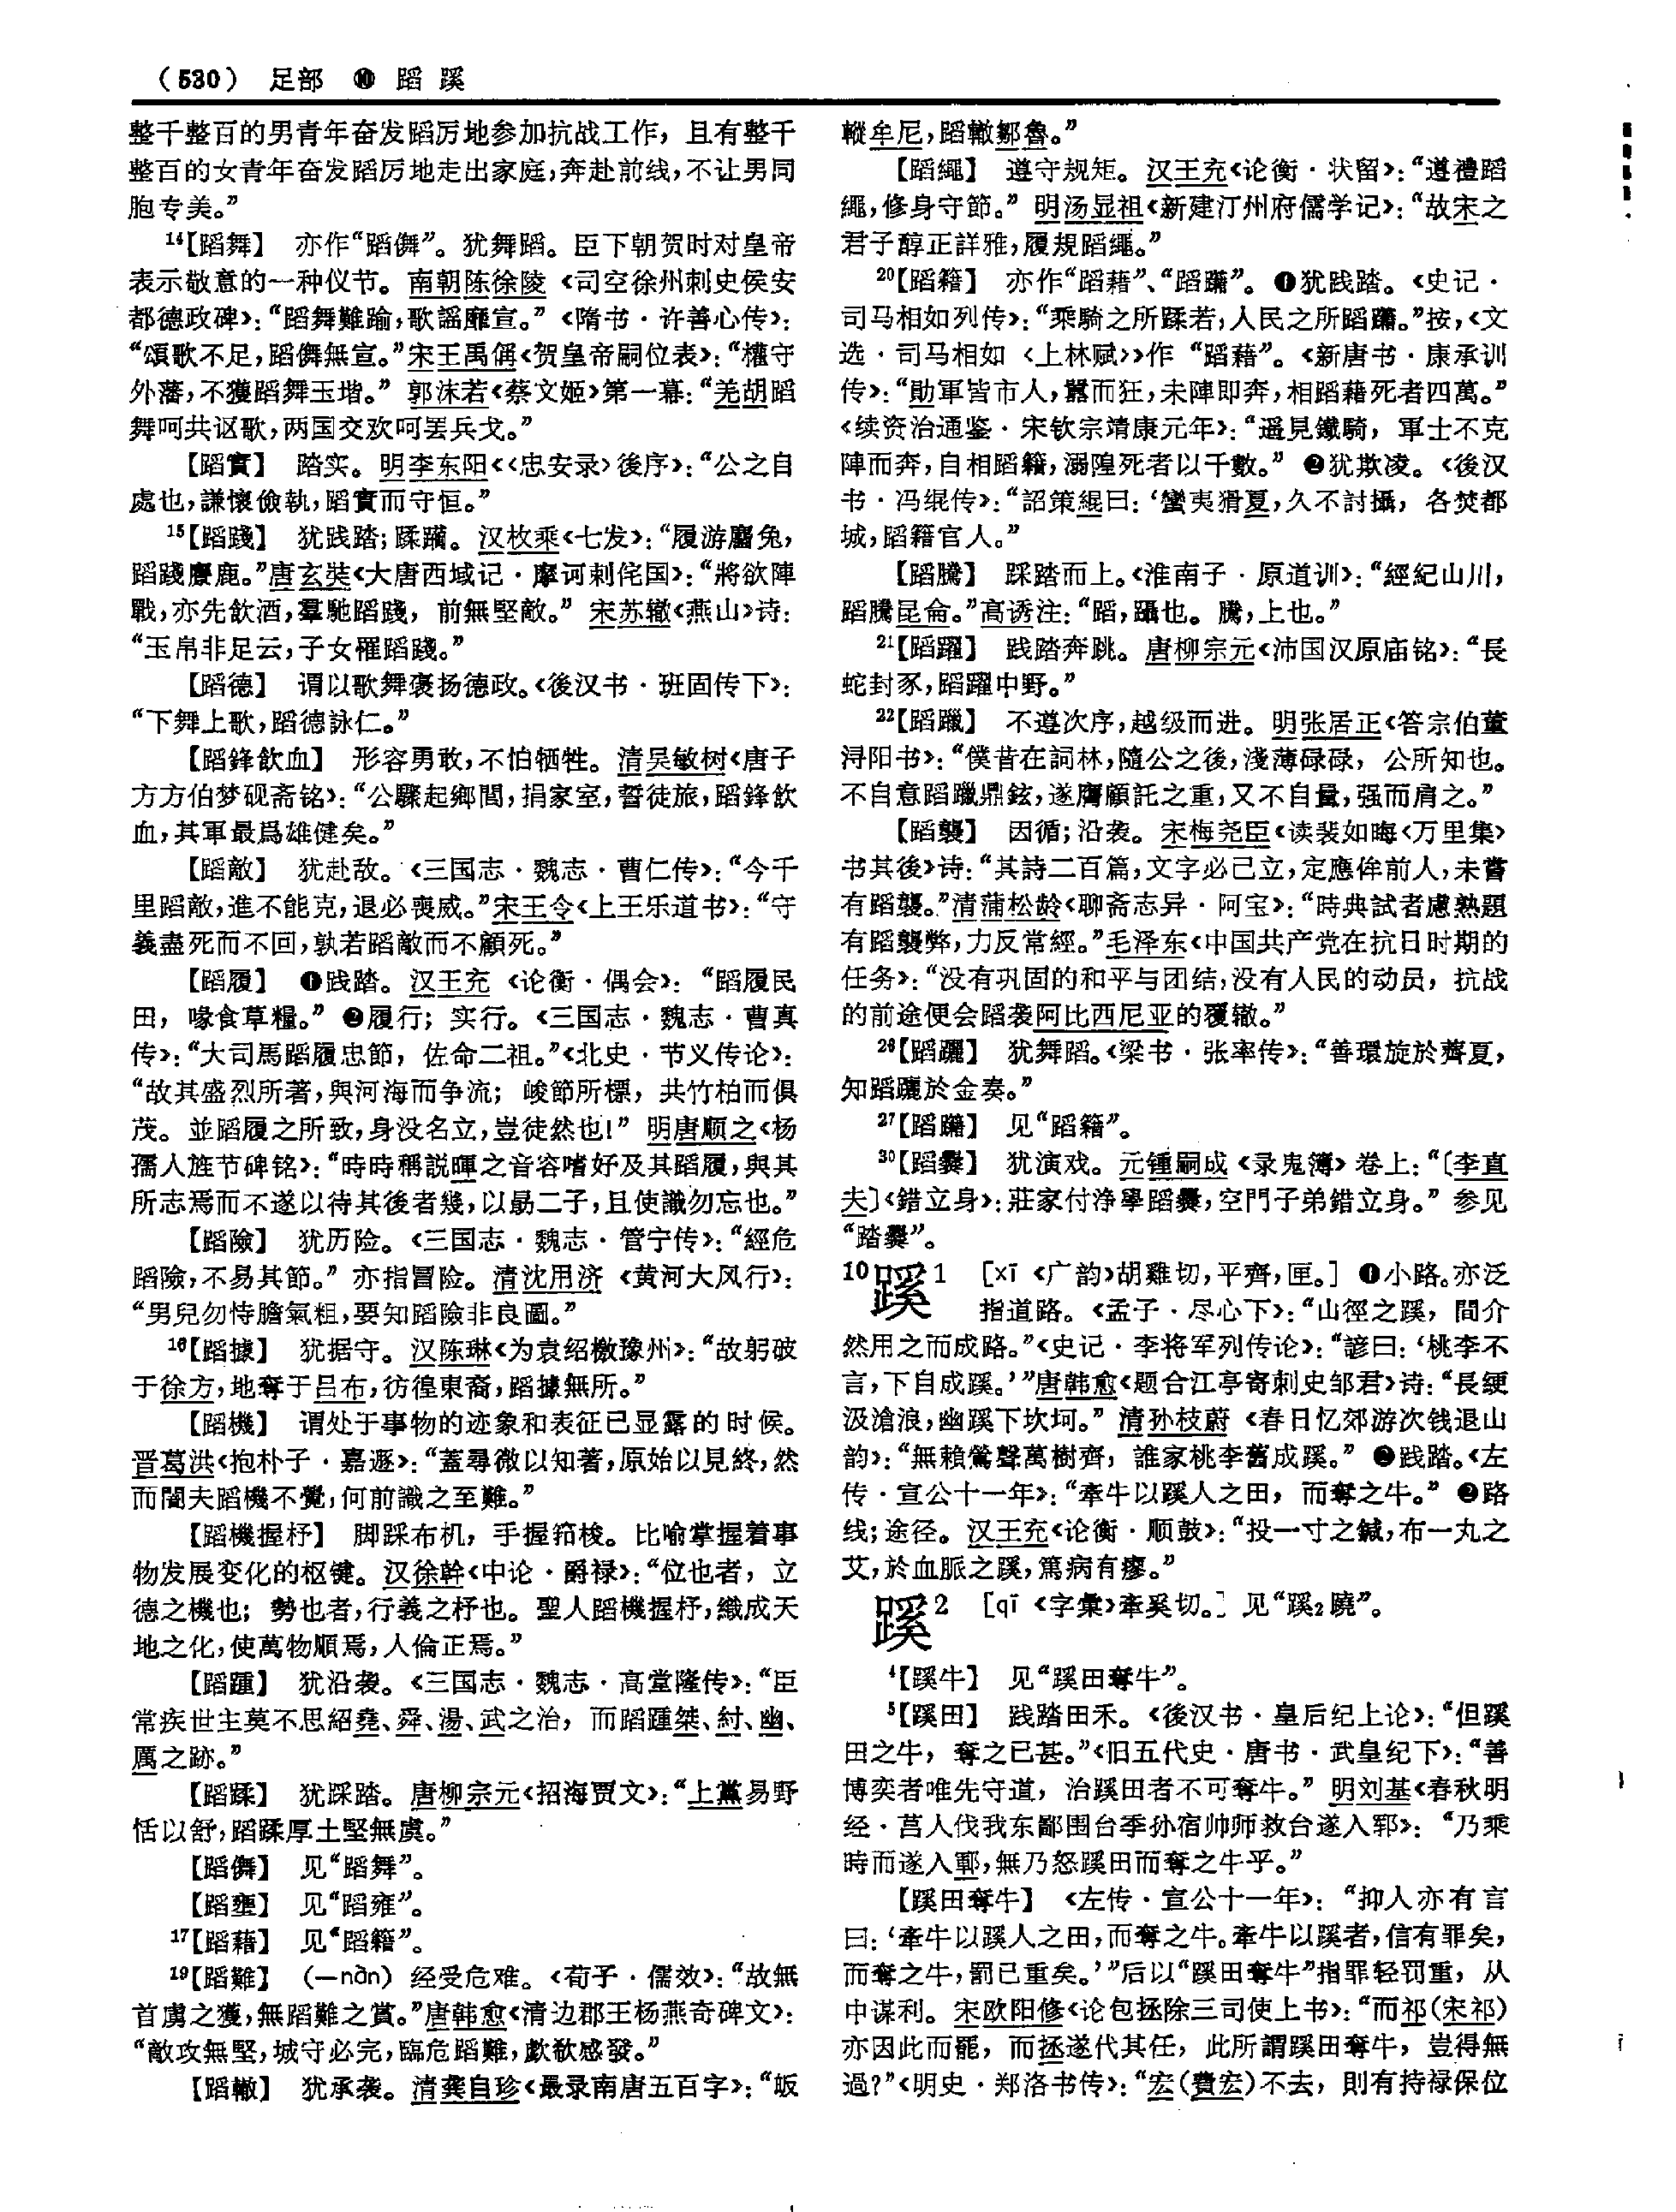 （530） 足部 ⑩ 蹈 蹊
整千整百的男青年奋发蹈厉地参加抗战工作，且有整千
整百的女青年奋发蹈厉地走出家庭，奔赴前线，不让男同
胞专美。”
14【蹈舞】 亦作“蹈儛”。犹舞蹈。臣下朝贺时对皇帝
表示敬意的一种仪节。南朝陈徐陵《司空徐州刺史侯安
都德政碑》：“蹈舞難踰，歌謡靡宣。”《隋书·许善心传》：
“頌歌不足，蹈儛無宣。”宋王禹偁《贺皇帝嗣位表》：“權守
外藩，不獲蹈舞玉堦。”郭沫若《蔡文姬》第一幕：“羌胡蹈
舞呵共讴歌，两国交欢呵罢兵戈。”
【蹈實】 踏实。明李东阳《〈忠安录〉後序》：“公之自
處也，謙懷儉執，蹈實而守恒。”
15【蹈踐】 犹践踏；蹂躏。汉枚乘《七发》：“履游麕兔，
蹈踐麖鹿。”唐玄奘《大唐西域记·摩诃剌侘国》：“將欲陣
戰，亦先飲酒，羣馳蹈踐，前無堅敵。”宋苏辙《燕山》诗：
“玉帛非足云，子女罹蹈踐。”
【蹈德】 谓以歌舞褒扬德政。《後汉书·班固传下》：
“下舞上歌，蹈德詠仁。”
【蹈鋒飲血】 形容勇敢，不怕牺牲。清吴敏树《唐子
方方伯梦砚斋铭》：“公驟起鄉閭，捐家室，誓徒旅，蹈鋒飲
血，其軍最爲雄健矣。”
【蹈敵】 犹赴敌。《三国志·魏志·曹仁传》：“今千
里蹈敵，進不能克，退必喪威。”宋王令《上王乐道书》：“守
義盡死而不回，孰若蹈敵而不顧死。”
【蹈履】 ❶践踏。汉王充《论衡·偶会》：“蹈履民
田，喙食草糧。”❷履行；实行。《三国志·魏志·曹真
传》：“大司馬蹈履忠節，佐命二祖。”《北史·节义传论》：
“故其盛烈所著，與河海而争流；峻節所標，共竹柏而俱
茂。並蹈履之所致，身没名立，豈徒然也！”明唐顺之《杨
孺人旌节碑铭》：“時時稱説暉之音容嗜好及其蹈履，與其
所志焉而不遂以待其後者幾，以勗二子，且使識勿忘也。”
【蹈險】 犹历险。《三国志·魏志·管宁传》：“經危
蹈險，不易其節。”亦指冒险。清沈用济《黄河大风行》：
“男兒勿恃膽氣粗，要知蹈險非良圖。”
16【蹈據】 犹据守。汉陈琳《为袁绍檄豫州》：“故躬破
于徐方，地奪于吕布，彷徨東裔，蹈據無所。”
【蹈機】 谓处于事物的迹象和表征已显露的时候。
晋葛洪《抱朴子·嘉遯》：“蓋尋微以知著，原始以見終，然
而闇夫蹈機不覺，何前識之至難。”
【蹈機握杼】 脚踩布机，手握筘梭。比喻掌握着事
物发展变化的枢键。汉徐幹《中论·爵禄》：“位也者，立
德之機也；勢也者，行義之杼也。聖人蹈機握杼，織成天
地之化，使萬物順焉，人倫正焉。”
【蹈踵】 犹沿袭。《三国志·魏志·高堂隆传》：“臣
常疾世主莫不思紹堯、舜、湯、武之治，而蹈踵桀、紂、幽、
厲之跡。”
【蹈蹂】 犹踩踏。唐柳宗元《招海贾文》：“上黨易野
恬以舒，蹈蹂厚土堅無虞。”
【蹈儛】 见“蹈舞”。
【蹈壅】 见“蹈雍”。
17【蹈藉】 见“蹈籍”。
19【蹈難】 （—nàn） 经受危难。《荀子·儒效》：“故無
首虜之獲，無蹈難之賞。”唐韩愈《清边郡王杨燕奇碑文》：
“敵攻無堅，城守必完，臨危蹈難，歔欷感發。”
【蹈轍】 犹承袭。清龚自珍《最录南唐五百字》：“皈
蹤牟尼，蹈轍鄒魯。”
【蹈繩】 遵守规矩。汉王充《论衡·状留》：“遵禮蹈
繩，修身守節。”明汤显祖《新建汀州府儒学记》：“故宋之
君子醇正詳雅，履規蹈繩。”
20【蹈籍】 亦作“蹈藉”、“蹈躤”。❶犹践踏。《史记·
司马相如列传》：“乘騎之所蹂若，人民之所蹈躤。”按，《文
选·司马相如〈上林赋〉》作“蹈藉”。《新唐书·康承训
传》：“勛軍皆市人，嚚而狂，未陣即奔，相蹈藉死者四萬。”
《续资治通鉴·宋钦宗靖康元年》：“遥見鐵騎，軍士不克
陣而奔，自相蹈籍，溺隍死者以千數。”❷犹欺凌。《後汉
书·冯绲传》：“詔策緄曰：‘蠻夷猾夏，久不討攝，各焚都
城，蹈籍官人。”
【蹈騰】 踩踏而上。《淮南子·原道训》：“經紀山川，
蹈騰昆侖。”高诱注：“蹈，躡也。騰，上也。”
21【蹈躍】 践踏奔跳。唐柳宗元《沛国汉原庙铭》：“長
蛇封豕，蹈躍中野。”
22【蹈躐】 不遵次序，越级而进。明张居正《答宗伯董
浔阳书》：“僕昔在詞林，隨公之後，淺薄碌碌，公所知也。
不自意蹈躐鼎鉉，遂膺顧託之重，又不自量，强而肩之。”
【蹈襲】 因循；沿袭。宋梅尧臣《读裴如晦〈万里集〉
书其後》诗：“其詩二百篇，文字必己立，定應侔前人，未嘗
有蹈襲。”清蒲松龄《聊斋志异·阿宝》：“時典試者慮熟題
有蹈襲弊，力反常經。”毛泽东《中国共产党在抗日时期的
任务》：“没有巩固的和平与团结，没有人民的动员，抗战
的前途便会蹈袭阿比西尼亚的覆辙。”
26【蹈躧】 犹舞蹈。《梁书·张率传》：“善環旋於薺夏，
知蹈躧於金奏。”
27【蹈躤】 见“蹈籍”。
30【蹈爨】 犹演戏。元锺嗣成《录鬼簿》卷上：“〔李直
夫〕《錯立身》：莊家付净學蹈爨，空門子弟錯立身。”参见
“踏爨”。
10蹊1 ［xī 《广韵》胡雞切，平齊，匣。］ ❶小路。亦泛
指道路。《孟子·尽心下》：“山徑之蹊，間介
然用之而成路。”《史记·李将军列传论》：“諺曰：‘桃李不
言，下自成蹊。’”唐韩愈《题合江亭寄刺史邹君》诗：“長綆
汲滄浪，幽蹊下坎坷。”清孙枝蔚《春日忆郊游次钱退山
韵》：“無賴鶯聲萬樹齊，誰家桃李舊成蹊。”❷践踏。《左
传·宣公十一年》：“牽牛以蹊人之田，而奪之牛。”❸路
线；途径。汉王充《论衡·顺鼓》：“投一寸之鍼，布一丸之
艾，於血脈之蹊，篤病有瘳。”
蹊2 ［qī 《字彙》牽奚切。］ 见“蹊2蹺”。
4【蹊牛】 见“蹊田奪牛”。
5【蹊田】 践踏田禾。《後汉书·皇后纪上论》：“但蹊
田之牛，奪之已甚。”《旧五代史·唐书·武皇纪下》：“善
博奕者唯先守道，治蹊田者不可奪牛。”明刘基《春秋明
经·莒人伐我东鄙围台季孙宿帅师救台遂入郓》：“乃乘
時而遂入鄆，無乃怒蹊田而奪之牛乎。”
【蹊田奪牛】 《左传·宣公十一年》：“抑人亦有言
曰：‘牽牛以蹊人之田，而奪之牛。牽牛以蹊者，信有罪矣，
而奪之牛，罰已重矣。’”后以“蹊田奪牛”指罪轻罚重，从
中谋利。宋欧阳修《论包拯除三司使上书》：“而祁（宋祁）
亦因此而罷，而拯遂代其任，此所謂蹊田奪牛，豈得無
過？”《明史·郑洛书传》：“宏（費宏）不去，則有持禄保位